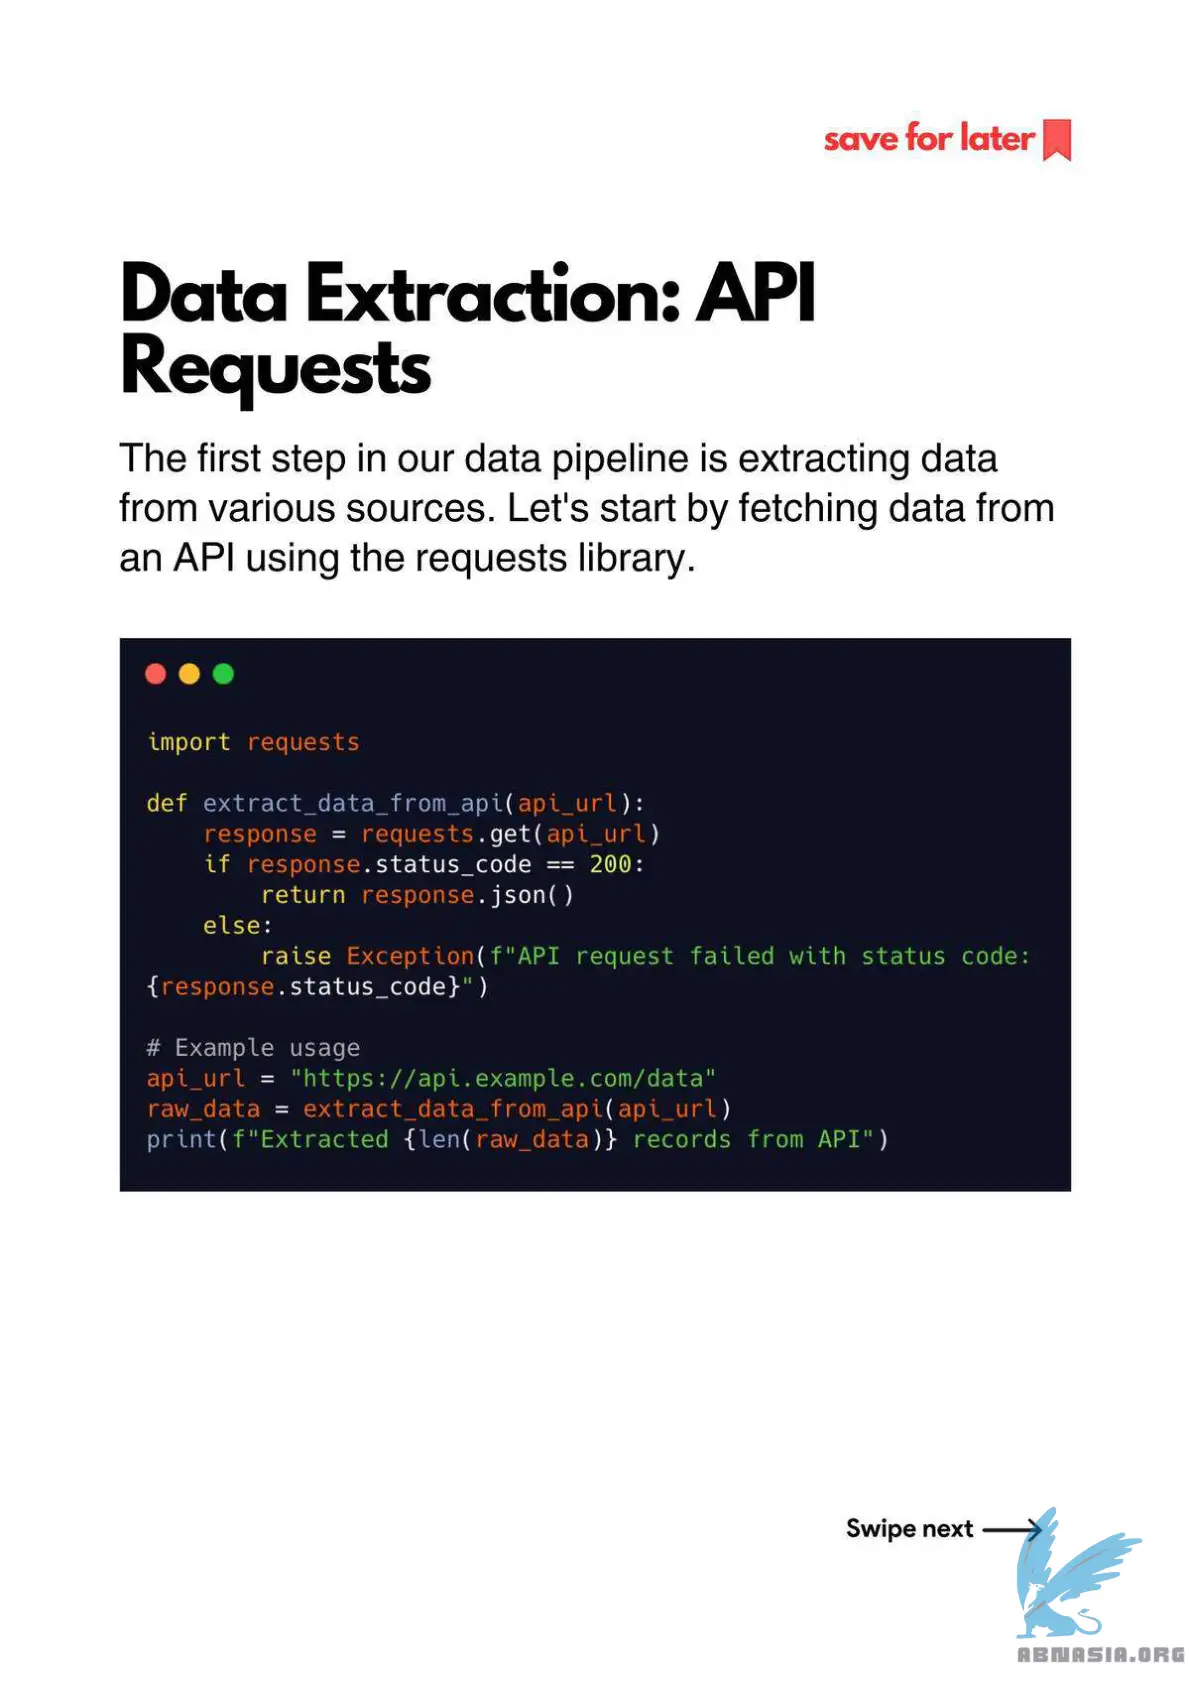 save for later
Data Extraction: API
Requests
The first step in our data pipeline is extracting data
from various sources. Let's start by fetching data from
an API using the requests library.
import requests
def extract_data_from_api(api_url):
    response = requests.get(api_url)
    if response.status_code == 200:
        return response.json()
    else:
        raise Exception(f"API request failed with status code:
{response.status_code}")
# Example usage
api_url = "https://api.example.com/data"
raw_data = extract_data_from_api(api_url)
print(f"Extracted {len(raw_data)} records from API")
Swipe next
ABNASIA.ORG